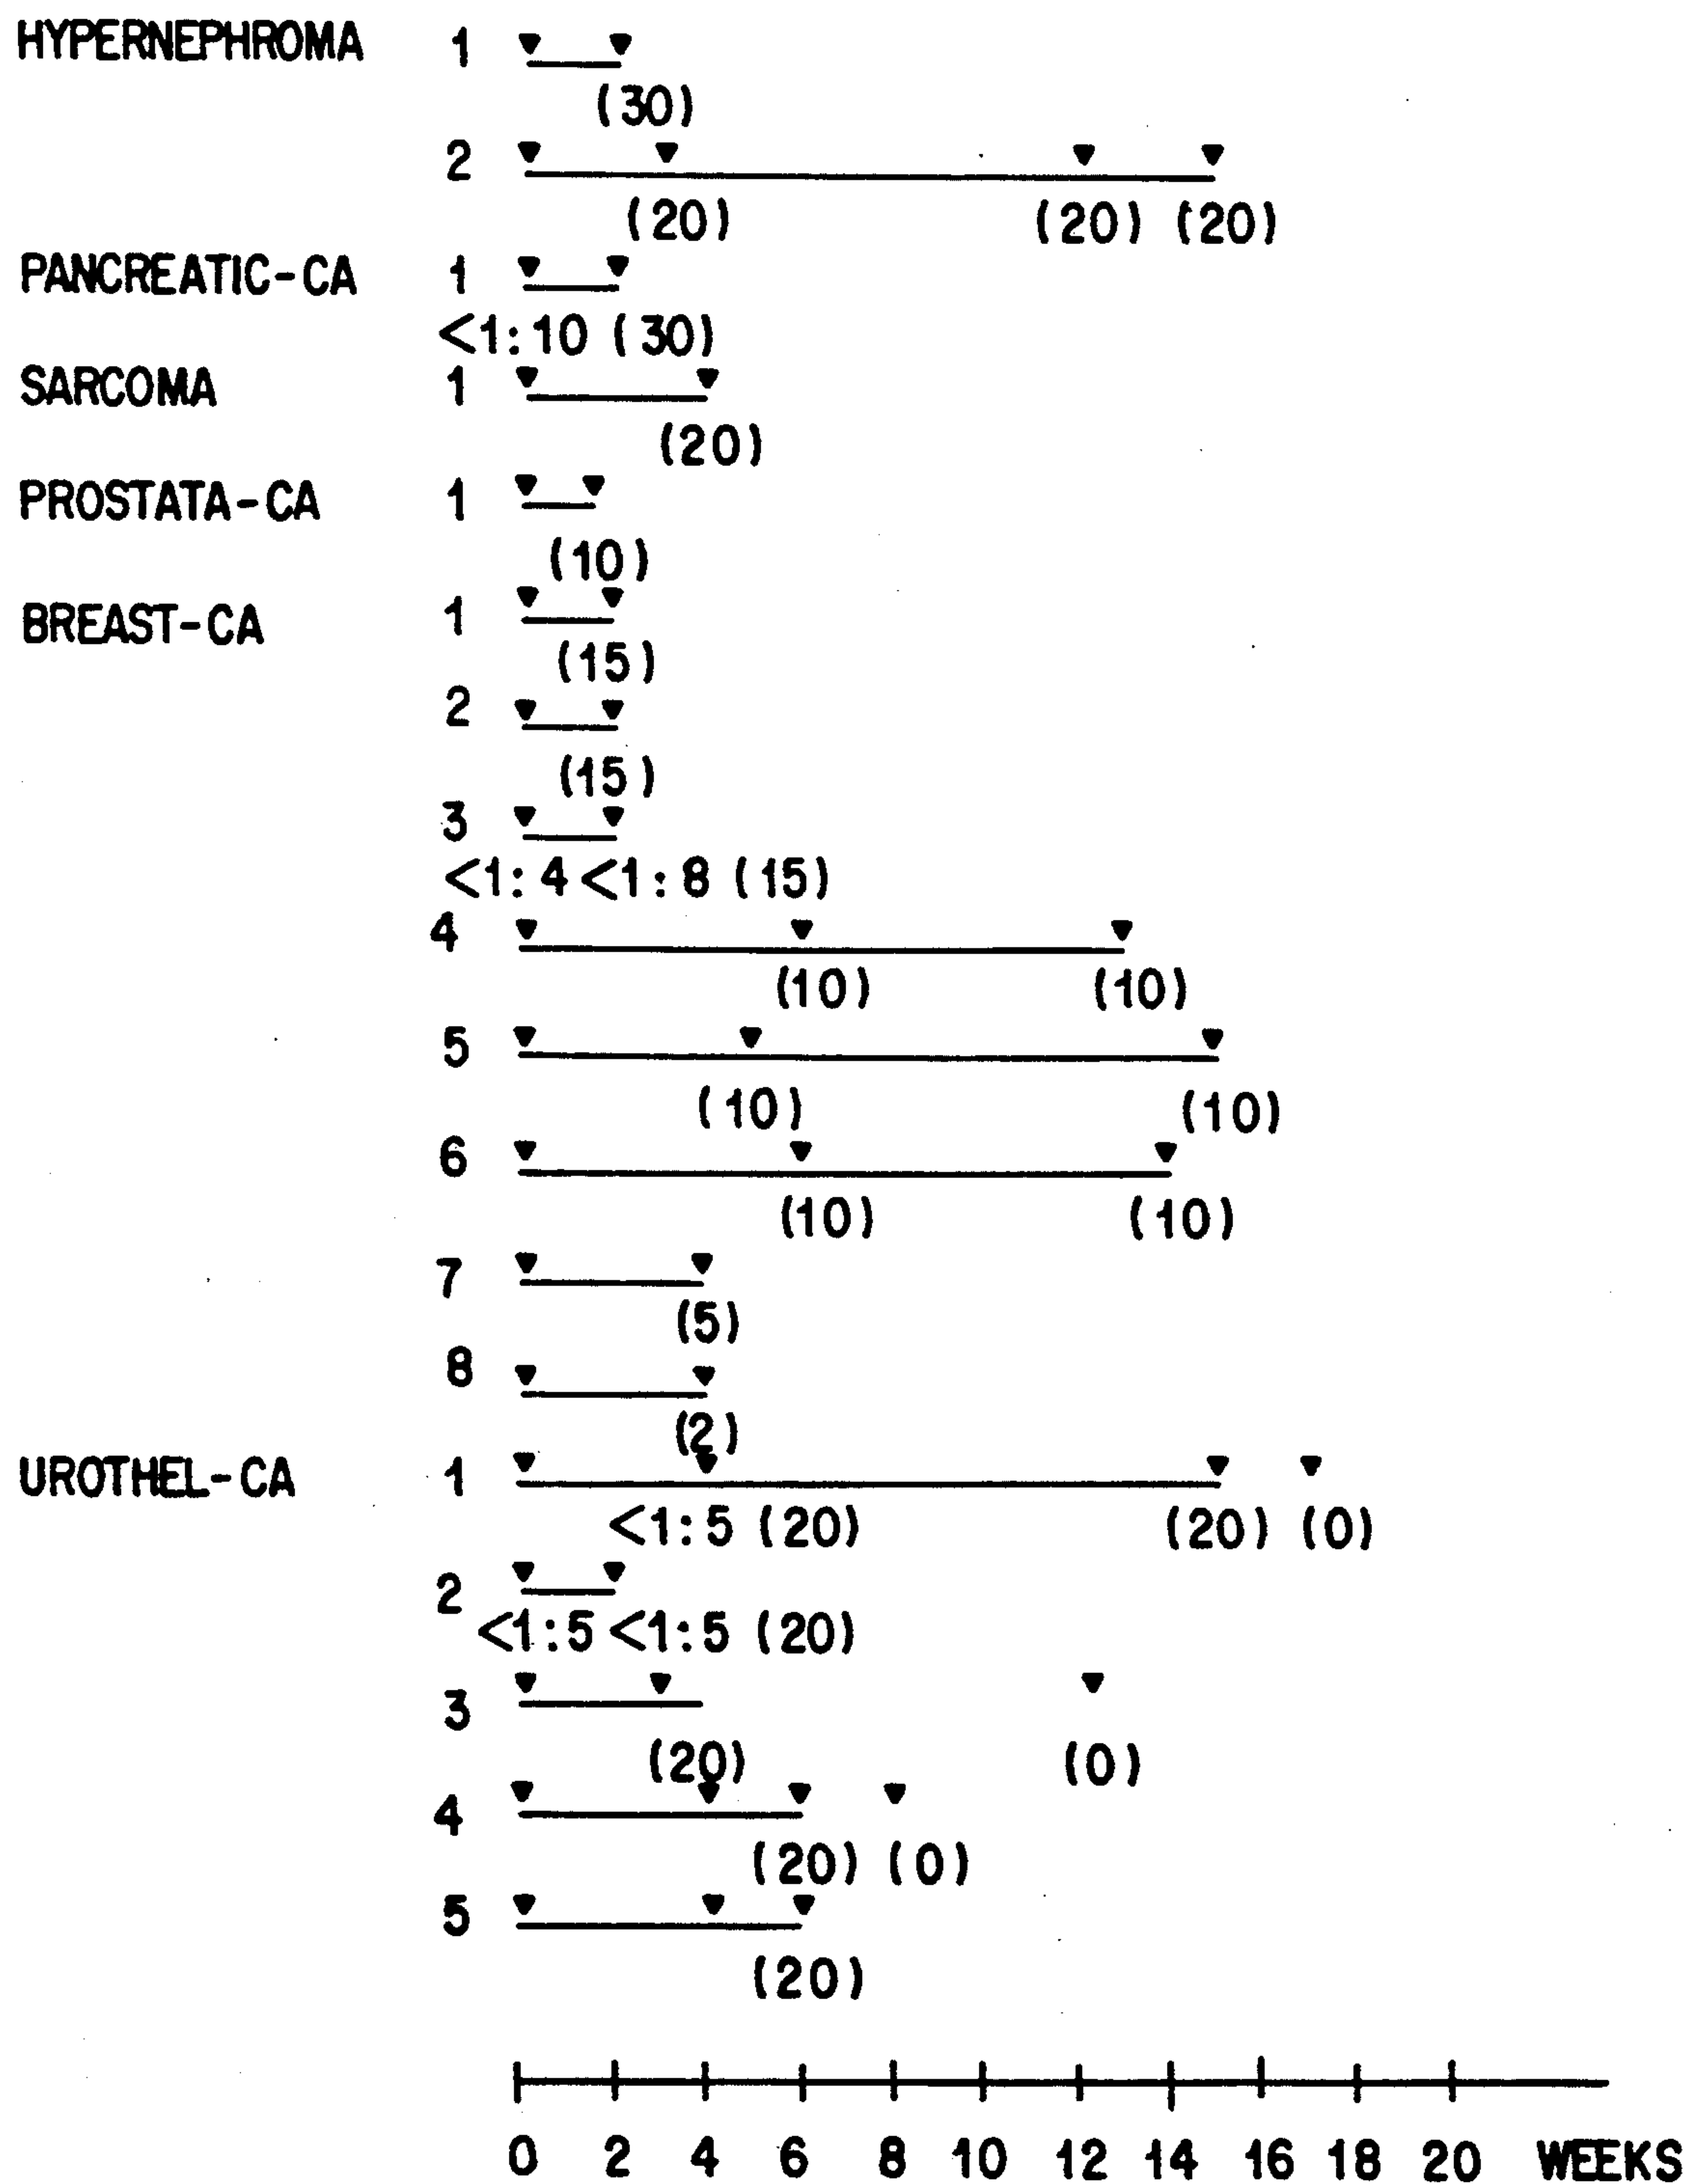 HYPERNEPHROMA 1
(30)
2
(20) (20) (20)
PANCREATIC-CA 1
<1:10 (30)
SARCOMA 1
(20)
PROSTATA-CA 1
(10)
BREAST-CA 1
(15)
2
(15)
3
<1:4 <1:8 (15)
4
(10) (10)
5
(10) (10)
6
(10) (10)
7
(5)
8
(2)
UROTHEL-CA 1
<1:5 (20) (20) (0)
2
<1:5 <1:5 (20)
3
(20) (0)
4
(20) (0)
5
(20)
0 2 4 6 8 10 12 14 16 18 20 WEEKS